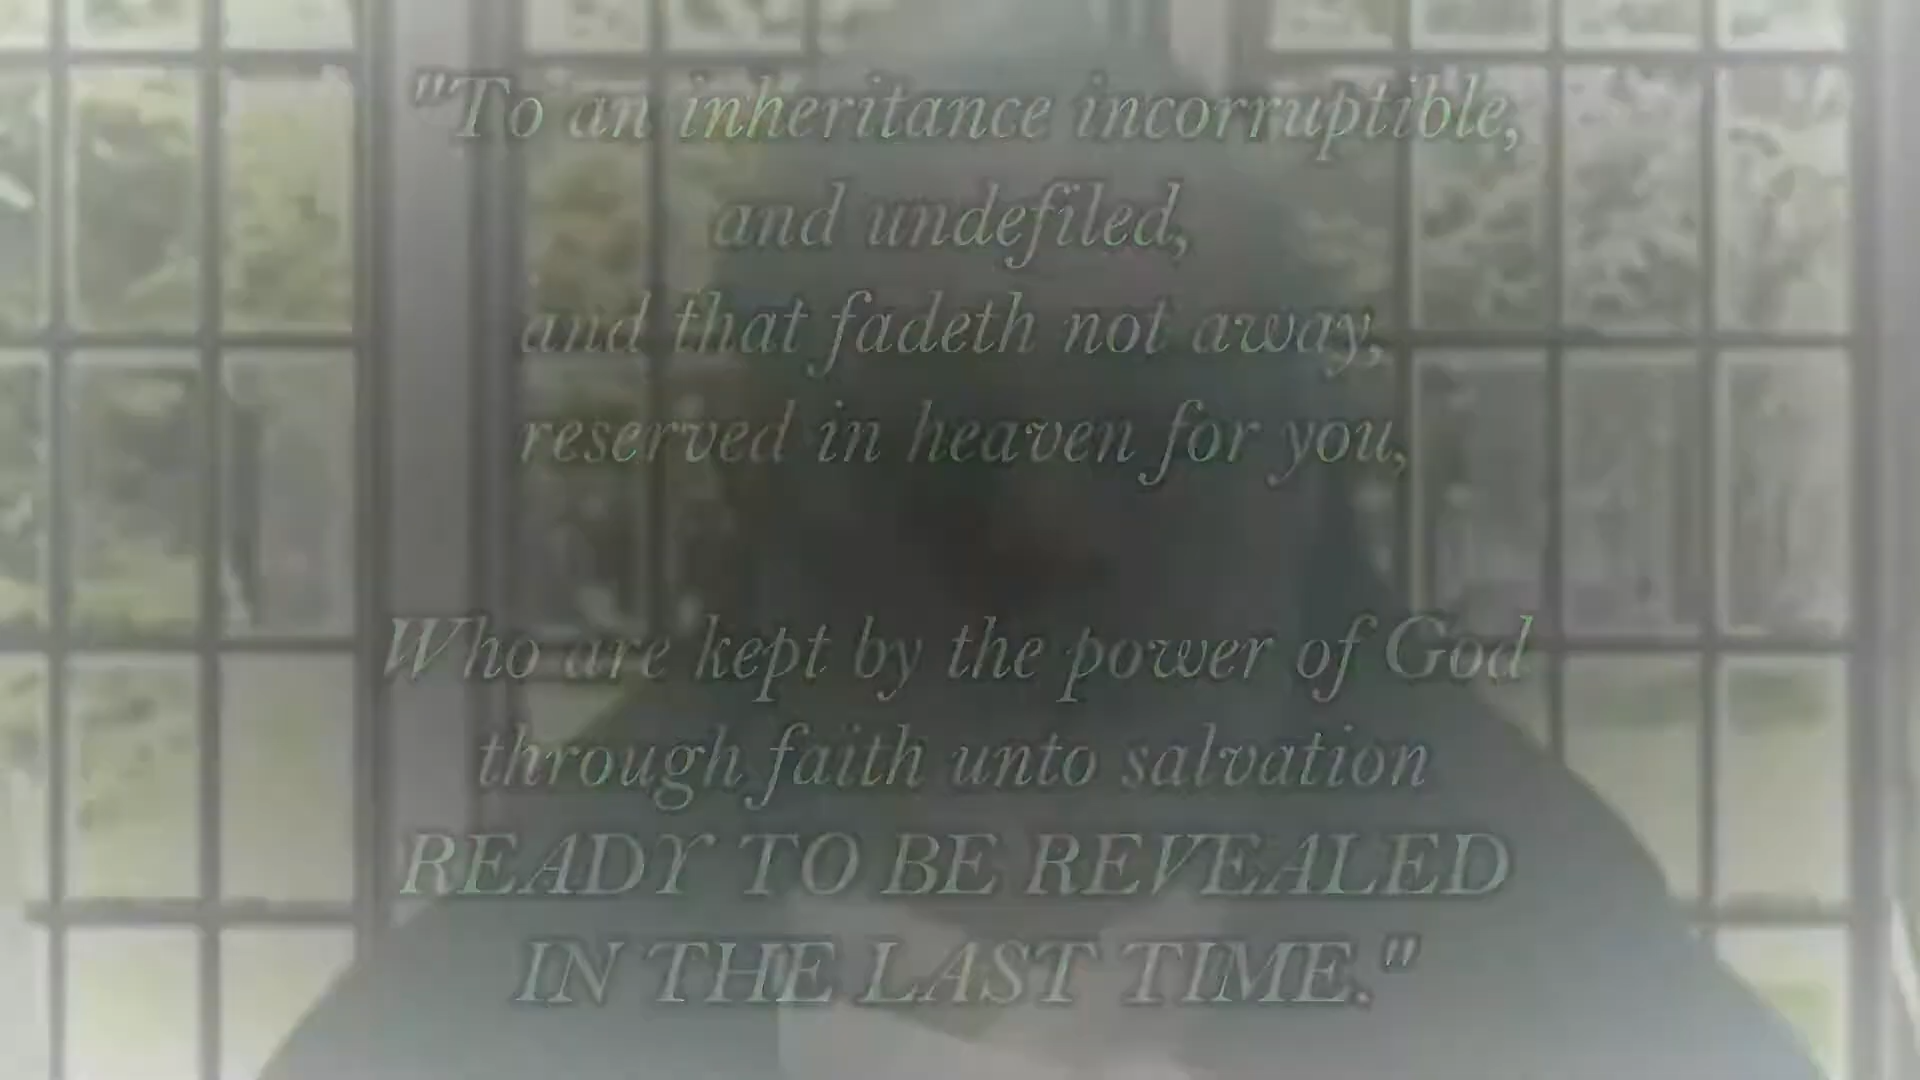 "To an inheritance incorruptible,
and undefiled,
and that fadeth not away,
reserved in heaven for you,
Who are kept by the power of God
through faith unto salvation
READY TO BE REVEALED
IN THE LAST TIME."